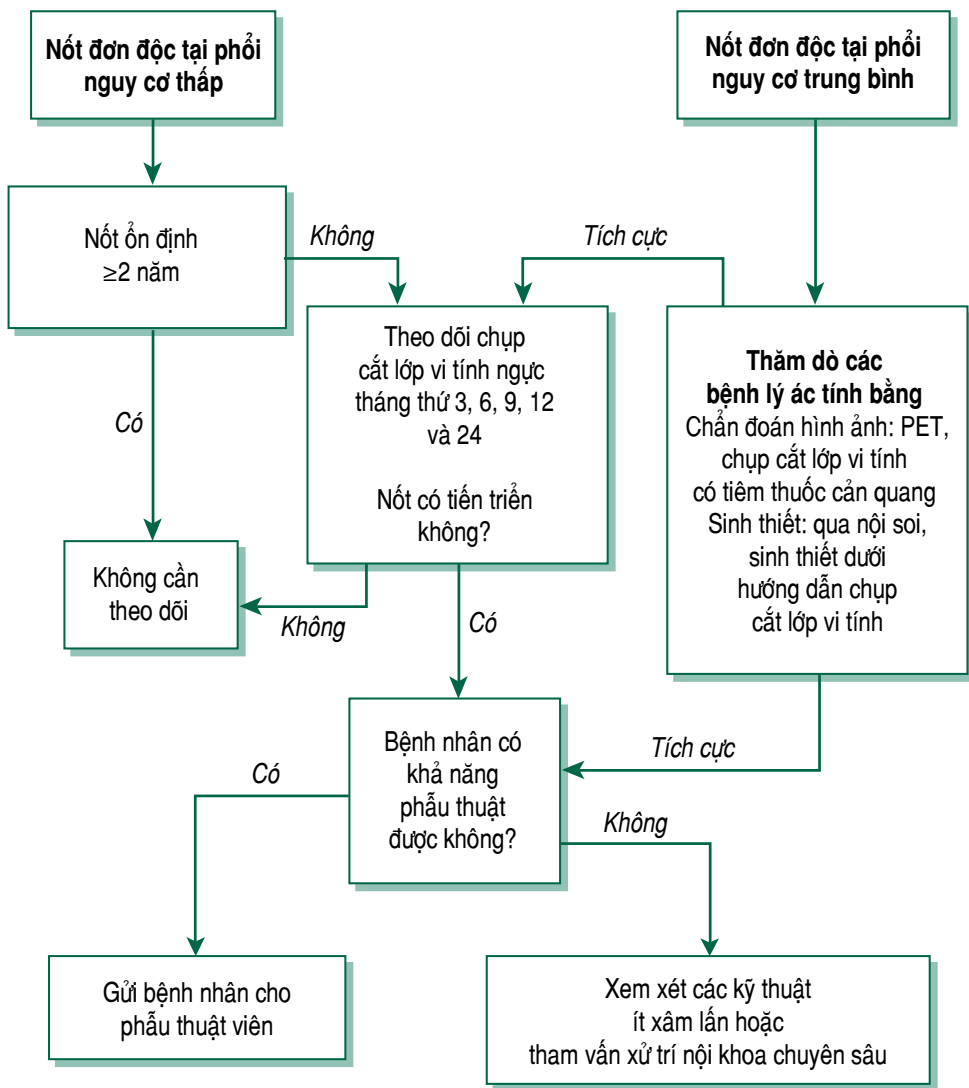 Nốt đơn độc tại phổi
nguy cơ thấp
Nốt đơn độc tại phổi
nguy cơ trung bình
Nốt ổn định
≥2 năm
Không
Tích cực
Theo dõi chụp
cắt lớp vi tính ngực
tháng thứ 3, 6, 9, 12
và 24
Nốt có tiến triển
không?
Thăm dò các
bệnh lý ác tính bằng
Chẩn đoán hình ảnh: PET,
chụp cắt lớp vi tính
có tiêm thuốc cản quang
Sinh thiết: qua nội soi,
sinh thiết dưới
hướng dẫn chụp
cắt lớp vi tính
Có
Không cần
theo dõi
Không
Có
Bệnh nhân có
khả năng
phẫu thuật
được không?
Tích cực
Có
Không
Gửi bệnh nhân cho
phẫu thuật viên
Xem xét các kỹ thuật
ít xâm lấn hoặc
tham vấn xử trí nội khoa chuyên sâu